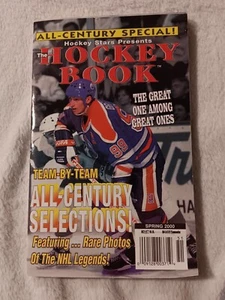 ALL-CENTURY SPECIAL!
Hockey Stars Presents
The HOCKEY
BOOK
THE GREAT
ONE AMONG
GREAT ONES
99
TEAM-BY-TEAM
ALL-CENTURY
SELECTIONS!
SPRING 2000
Featuring ... Rare Photos
Of The NHL Legends!